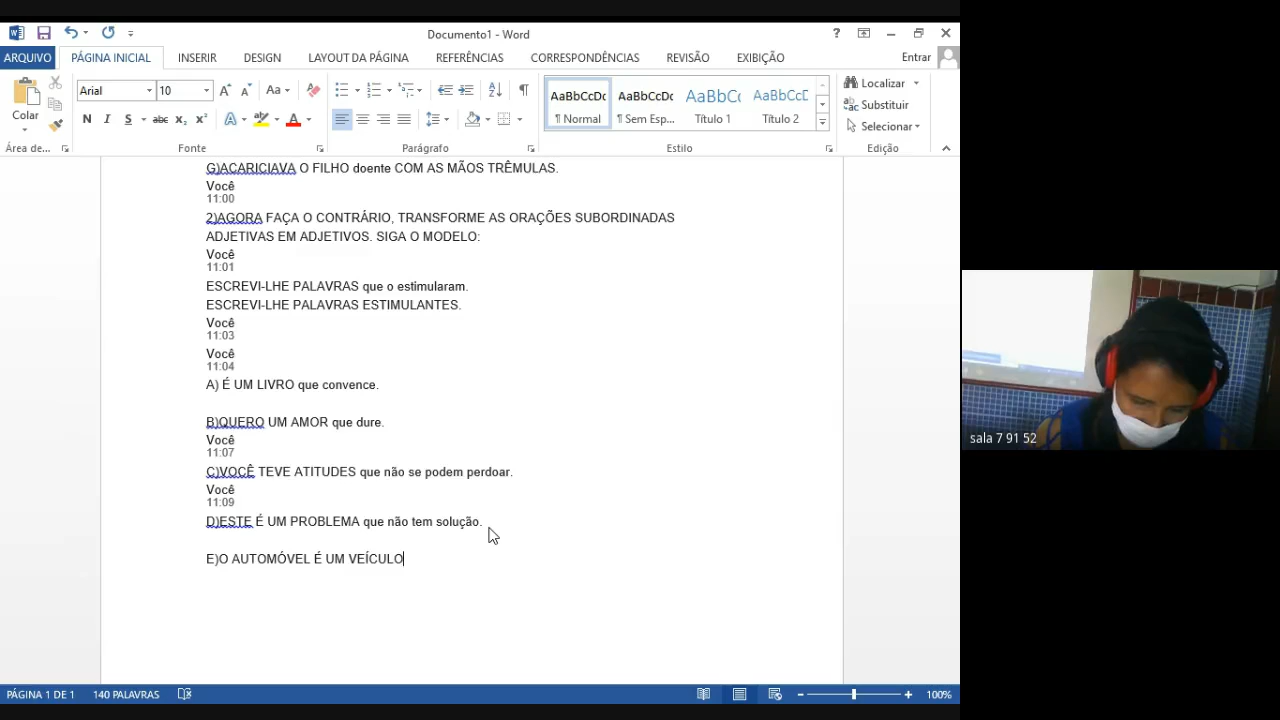 Documento1 - Word
ARQUIVO PÁGINA INICIAL INSERIR DESIGN LAYOUT DA PÁGINA REFERÊNCIAS CORRESPONDÊNCIAS REVISÃO EXIBIÇÃO Entrar
Colar
Arial 10
Aa
N I S abc x₂ x²
AaBbCcDc AaBbCcDc AaBbC( AaBbCcE
¶ Normal ¶ Sem Esp... Título 1 Título 2
Localizar
Substituir
Selecionar
Área de... Fonte Parágrafo Estilo Edição
G)ACARICIAVA O FILHO doente COM AS MÃOS TRÊMULAS.
Você
11:00
2)AGORA FAÇA O CONTRÁRIO, TRANSFORME AS ORAÇÕES SUBORDINADAS
ADJETIVAS EM ADJETIVOS. SIGA O MODELO:
Você
11:01
ESCREVI-LHE PALAVRAS que o estimularam.
ESCREVI-LHE PALAVRAS ESTIMULANTES.
Você
11:03
Você
11:04
A) É UM LIVRO que convence.
B)QUERO UM AMOR que dure.
Você
11:07
C)VOCÊ TEVE ATITUDES que não se podem perdoar.
Você
11:09
D)ESTE É UM PROBLEMA que não tem solução.
E)O AUTOMÓVEL É UM VEÍCULO
sala 7 91 52
PÁGINA 1 DE 1 140 PALAVRAS 100%